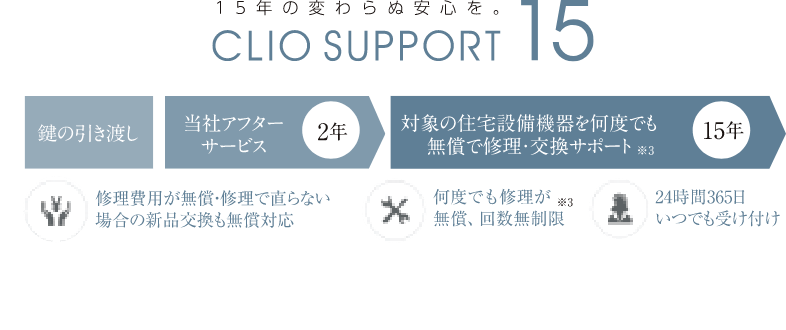 15年の変わらぬ安心を。
CLIO SUPPORT 15
鍵の引き渡し
当社アフター
サービス
2年
対象の住宅設備機器を何度でも
無償で修理・交換サポート ※3
15年
修理費用が無償・修理で直らない
場合の新品交換も無償対応
何度でも修理が ※3
無償、回数無制限
24時間365日
いつでも受け付け